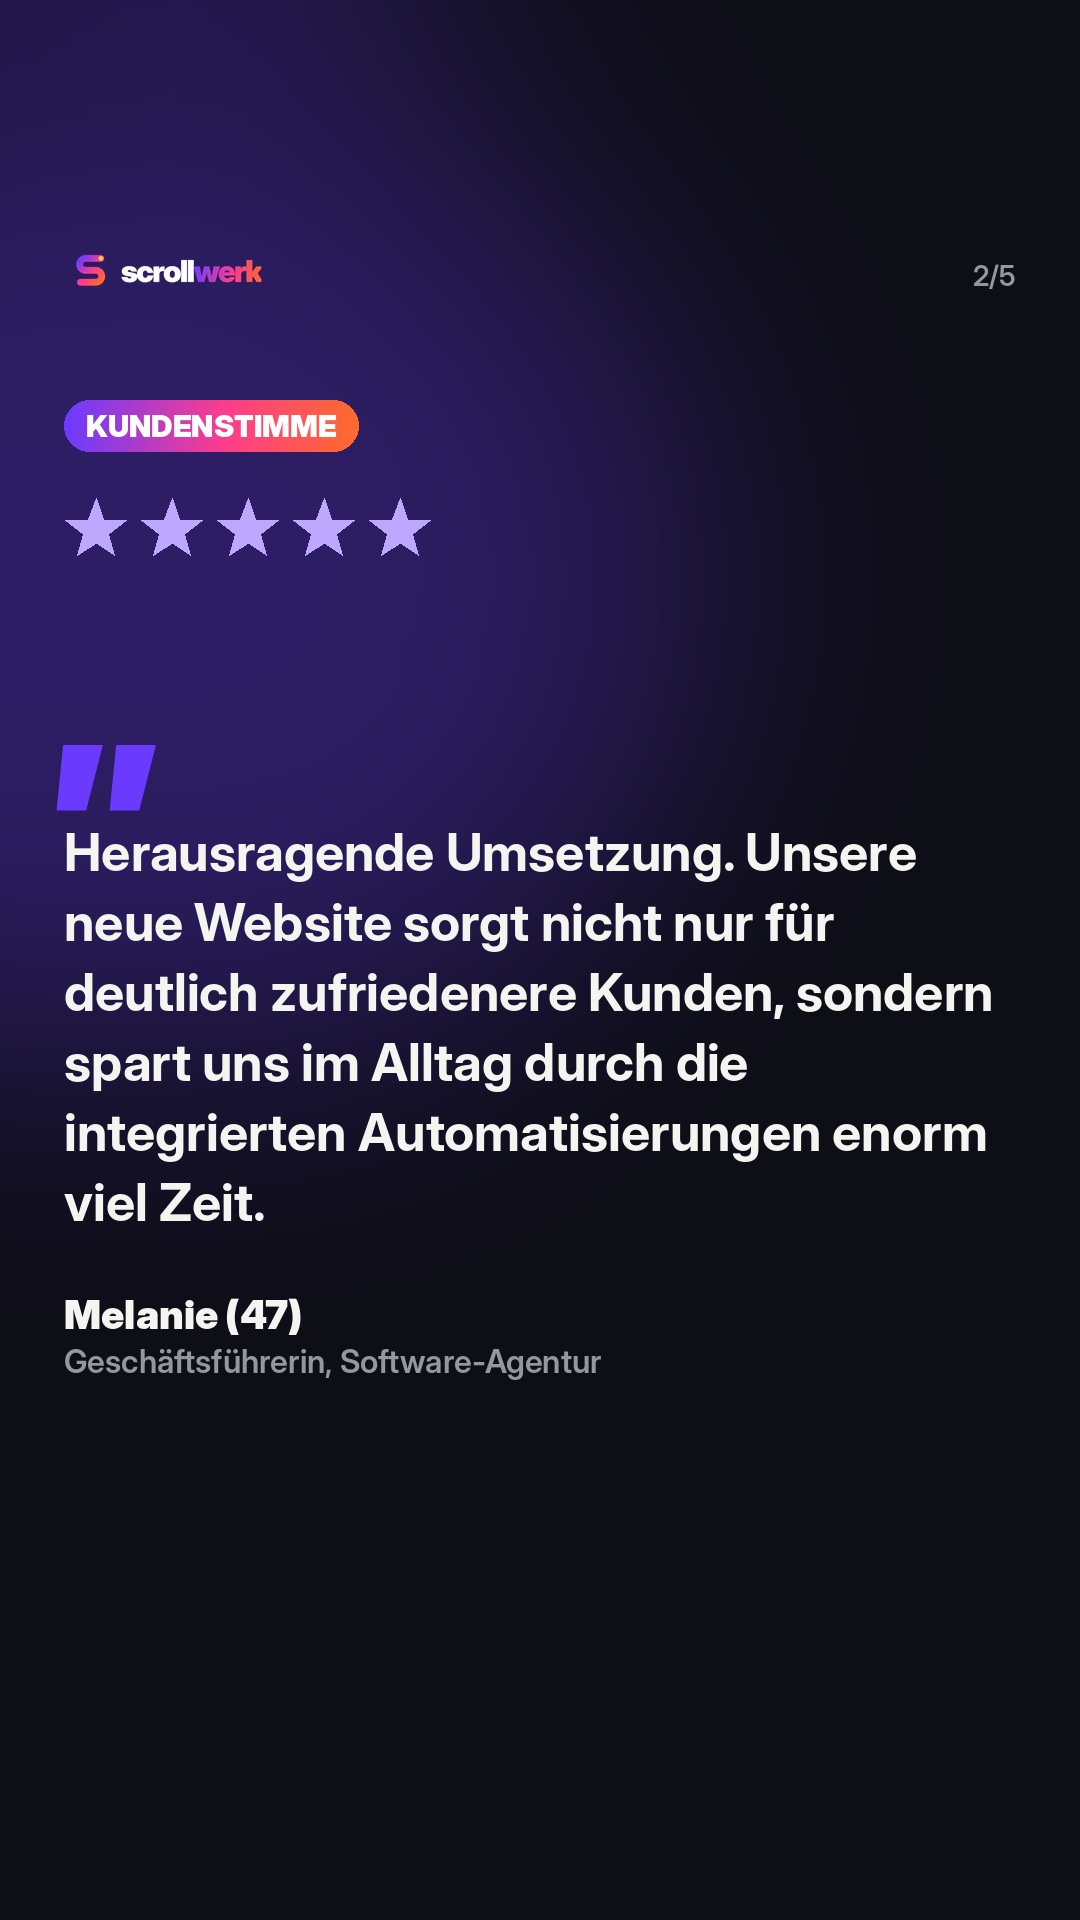 scrollwerk
2/5
KUNDENSTIMME
"
Herausragende Umsetzung. Unsere
neue Website sorgt nicht nur für
deutlich zufriedenere Kunden, sondern
spart uns im Alltag durch die
integrierten Automatisierungen enorm
viel Zeit.
Melanie (47)
Geschäftsführerin, Software-Agentur